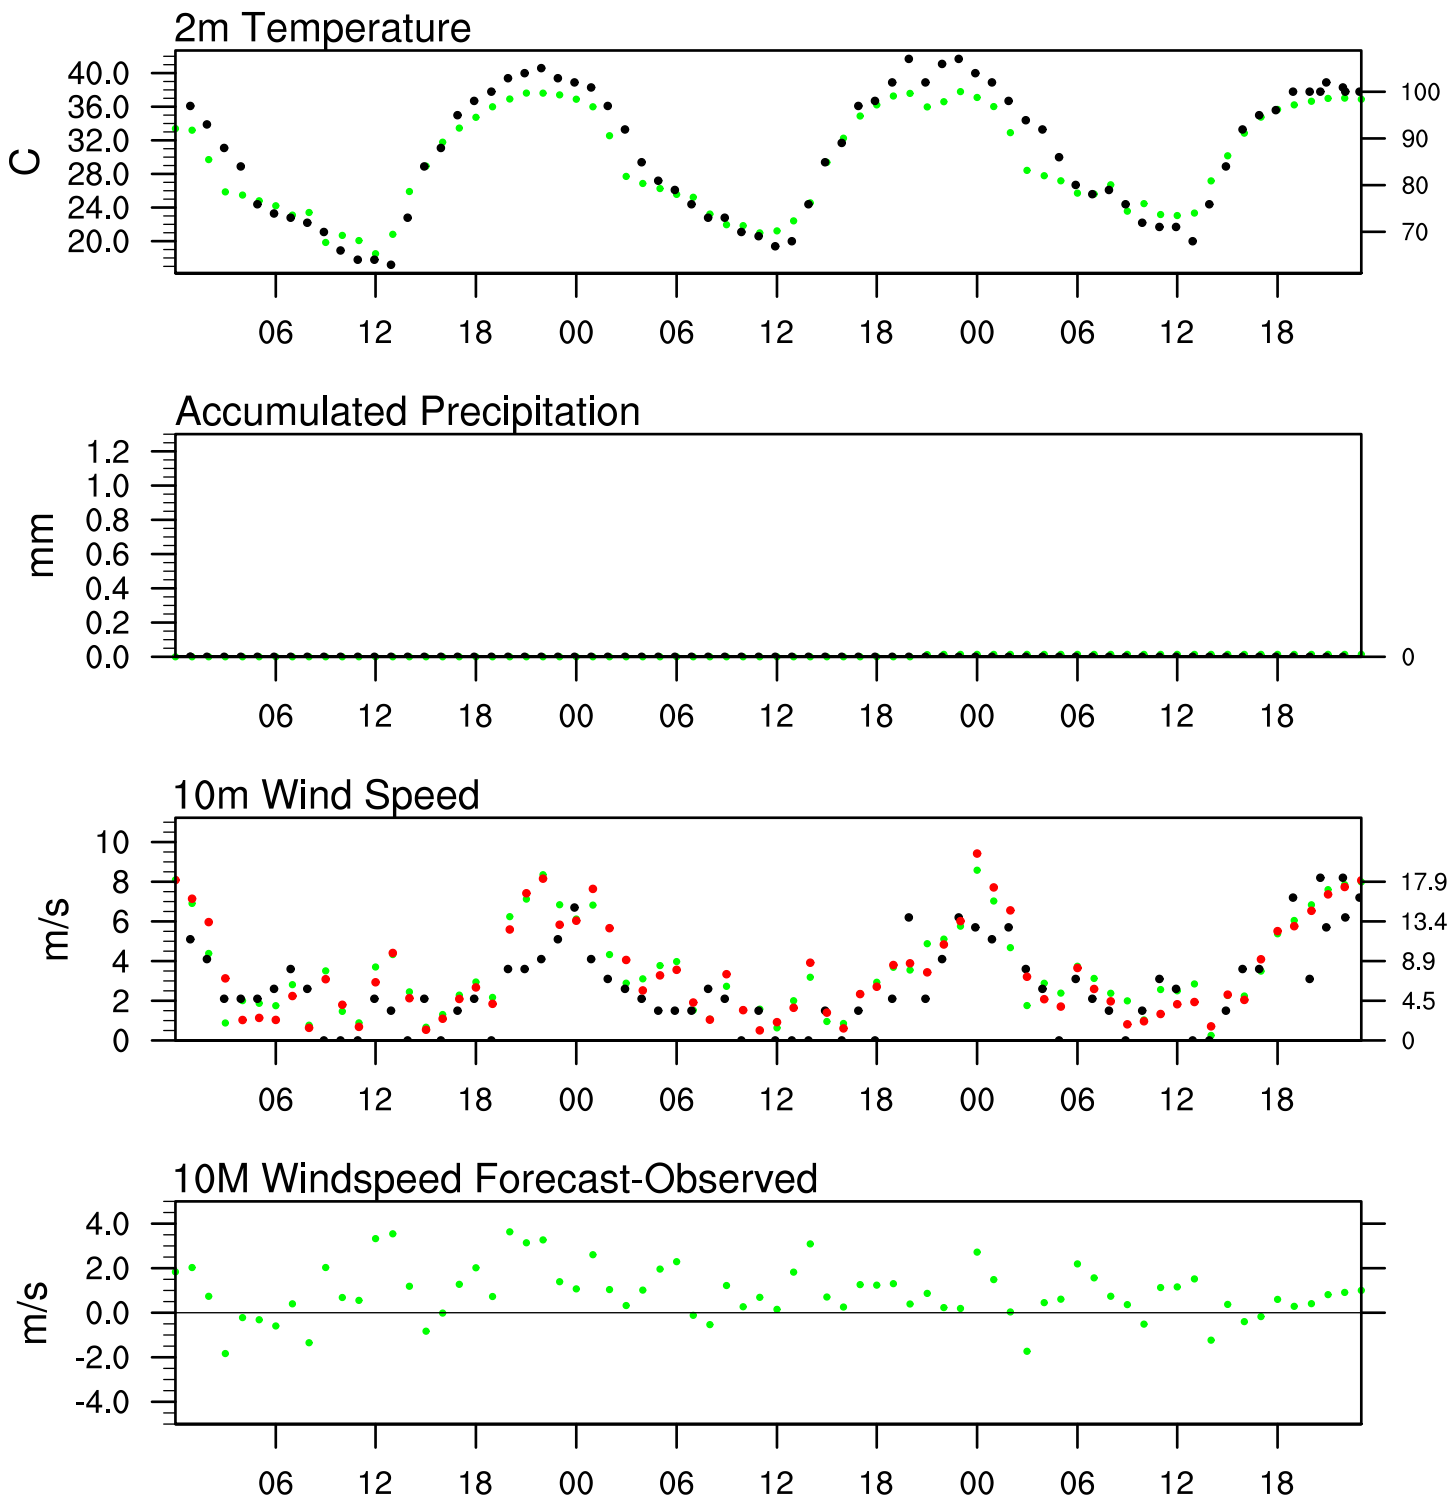 2m Temperature
40.0
36.0
32.0
28.0
24.0
20.0
C
100
90
80
70
06 12 18 00 06 12 18 00 06 12 18
Accumulated Precipitation
1.2
1.0
0.8
0.6
0.4
0.2
0.0
mm
0
06 12 18 00 06 12 18 00 06 12 18
10m Wind Speed
10
8
6
4
2
0
m/s
17.9
13.4
8.9
4.5
0
06 12 18 00 06 12 18 00 06 12 18
10M Windspeed Forecast-Observed
4.0
2.0
0.0
-2.0
-4.0
m/s
06 12 18 00 06 12 18 00 06 12 18